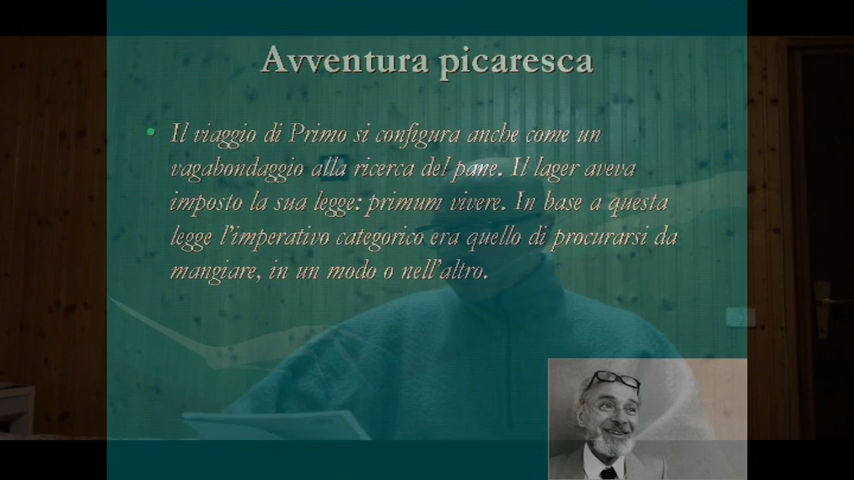 Avventura picaresca
• Il viaggio di Primo si configura anche come un
vagabondaggio alla ricerca del pane. Il lager aveva
imposto la sua legge: primum vivere. In base a questa
legge l'imperativo categorico era quello di procurarsi da
mangiare, in un modo o nell'altro.